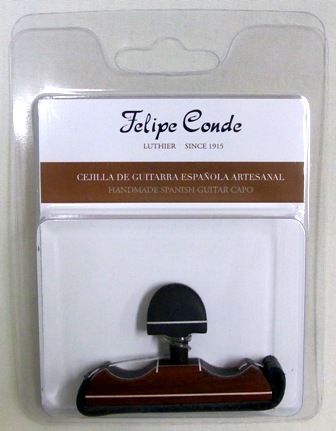 Felipe Conde
LUTHIER SINCE 1915
CEJILLA DE GUITARRA ESPAÑOLA ARTESANAL
HANDMADE SPANISH GUITAR CAPO